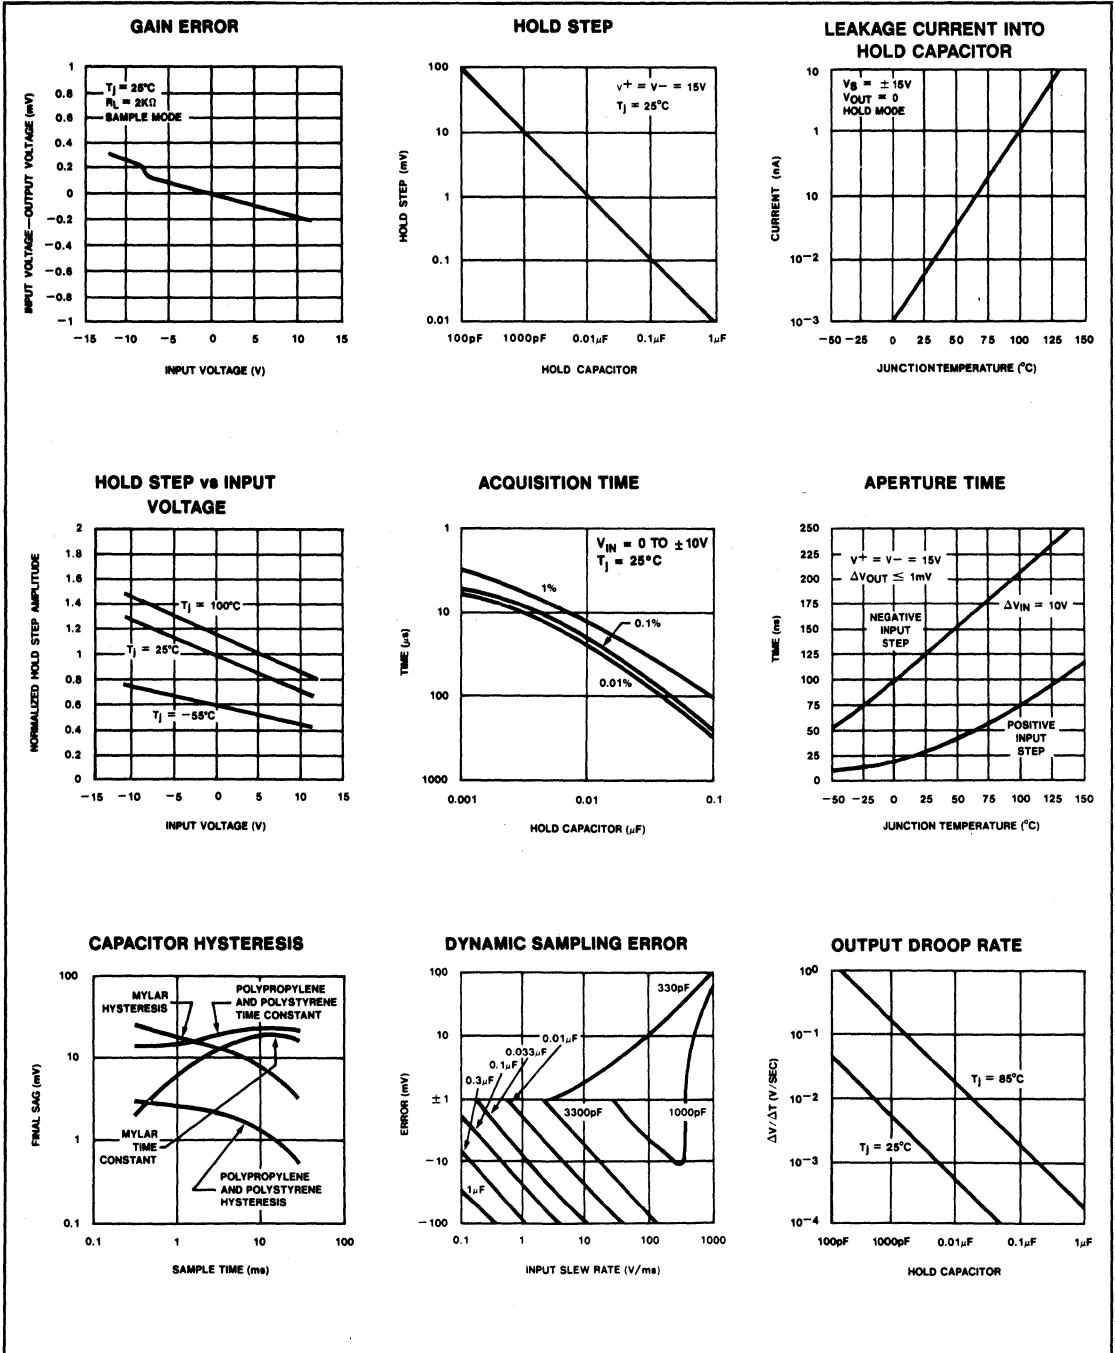 GAIN ERROR
1
0.8
0.6
0.4
0.2
0
−0.2
−0.4
−0.6
−0.8
−1
Tj = 25°C
RL = 2KΩ
SAMPLE MODE
INPUT VOLTAGE—OUTPUT VOLTAGE (mV)
−15 −10 −5 0 5 10 15
INPUT VOLTAGE (V)
HOLD STEP
100
10
1
0.1
0.01
V+ = V− = 15V
Tj = 25°C
HOLD STEP (mV)
100pF 1000pF 0.01µF 0.1µF 1µF
HOLD CAPACITOR
LEAKAGE CURRENT INTO
HOLD CAPACITOR
10
1
10
10−2
10−3
VS = ±15V
VOUT = 0
HOLD MODE
CURRENT (nA)
−50 −25 0 25 50 75 100 125 150
JUNCTION TEMPERATURE (°C)
HOLD STEP vs INPUT
VOLTAGE
2
1.8
1.6
1.4
1.2
1
0.8
0.6
0.4
0.2
0
Tj = 100°C
Tj = 25°C
Tj = −55°C
NORMALIZED HOLD STEP AMPLITUDE
−15 −10 −5 0 5 10 15
INPUT VOLTAGE (V)
ACQUISITION TIME
1
10
100
1000
VIN = 0 TO ±10V
Tj = 25°C
1%
0.1%
0.01%
TIME (µs)
0.001 0.01 0.1
HOLD CAPACITOR (µF)
APERTURE TIME
250
225
200
175
150
125
100
75
50
25
0
V+ = V− = 15V
ΔVOUT ≤ 1mV
ΔVIN = 10V
NEGATIVE
INPUT
STEP
POSITIVE
INPUT
STEP
TIME (ns)
−50 −25 0 25 50 75 100 125 150
JUNCTION TEMPERATURE (°C)
CAPACITOR HYSTERESIS
100
10
1
0.1
MYLAR
HYSTERESIS
POLYPROPYLENE
AND POLYSTYRENE
TIME CONSTANT
MYLAR
TIME
CONSTANT
POLYPROPYLENE
AND POLYSTYRENE
HYSTERESIS
FINAL SAG (mV)
0.1 1 10 100
SAMPLE TIME (ms)
DYNAMIC SAMPLING ERROR
100
10
± 1
−10
−100
330pF
0.01µF
0.033µF
0.1µF
0.3µF
1µF
3300pF
1000pF
ERROR (mV)
0.1 1 10 100 1000
INPUT SLEW RATE (V/ms)
OUTPUT DROOP RATE
10⁰
10−1
10−2
10−3
10−4
Tj = 85°C
Tj = 25°C
ΔV/ΔT (V/SEC)
100pF 1000pF 0.01µF 0.1µF 1µF
HOLD CAPACITOR